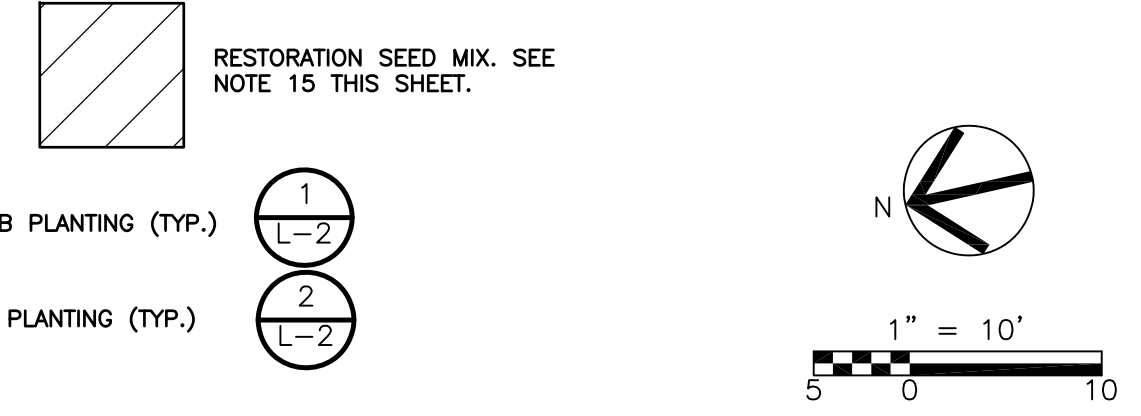 RESTORATION SEED MIX. SEE
NOTE 15 THIS SHEET.
B PLANTING (TYP.)
1
L-2
PLANTING (TYP.)
2
L-2
N
1" = 10'
5 0 10